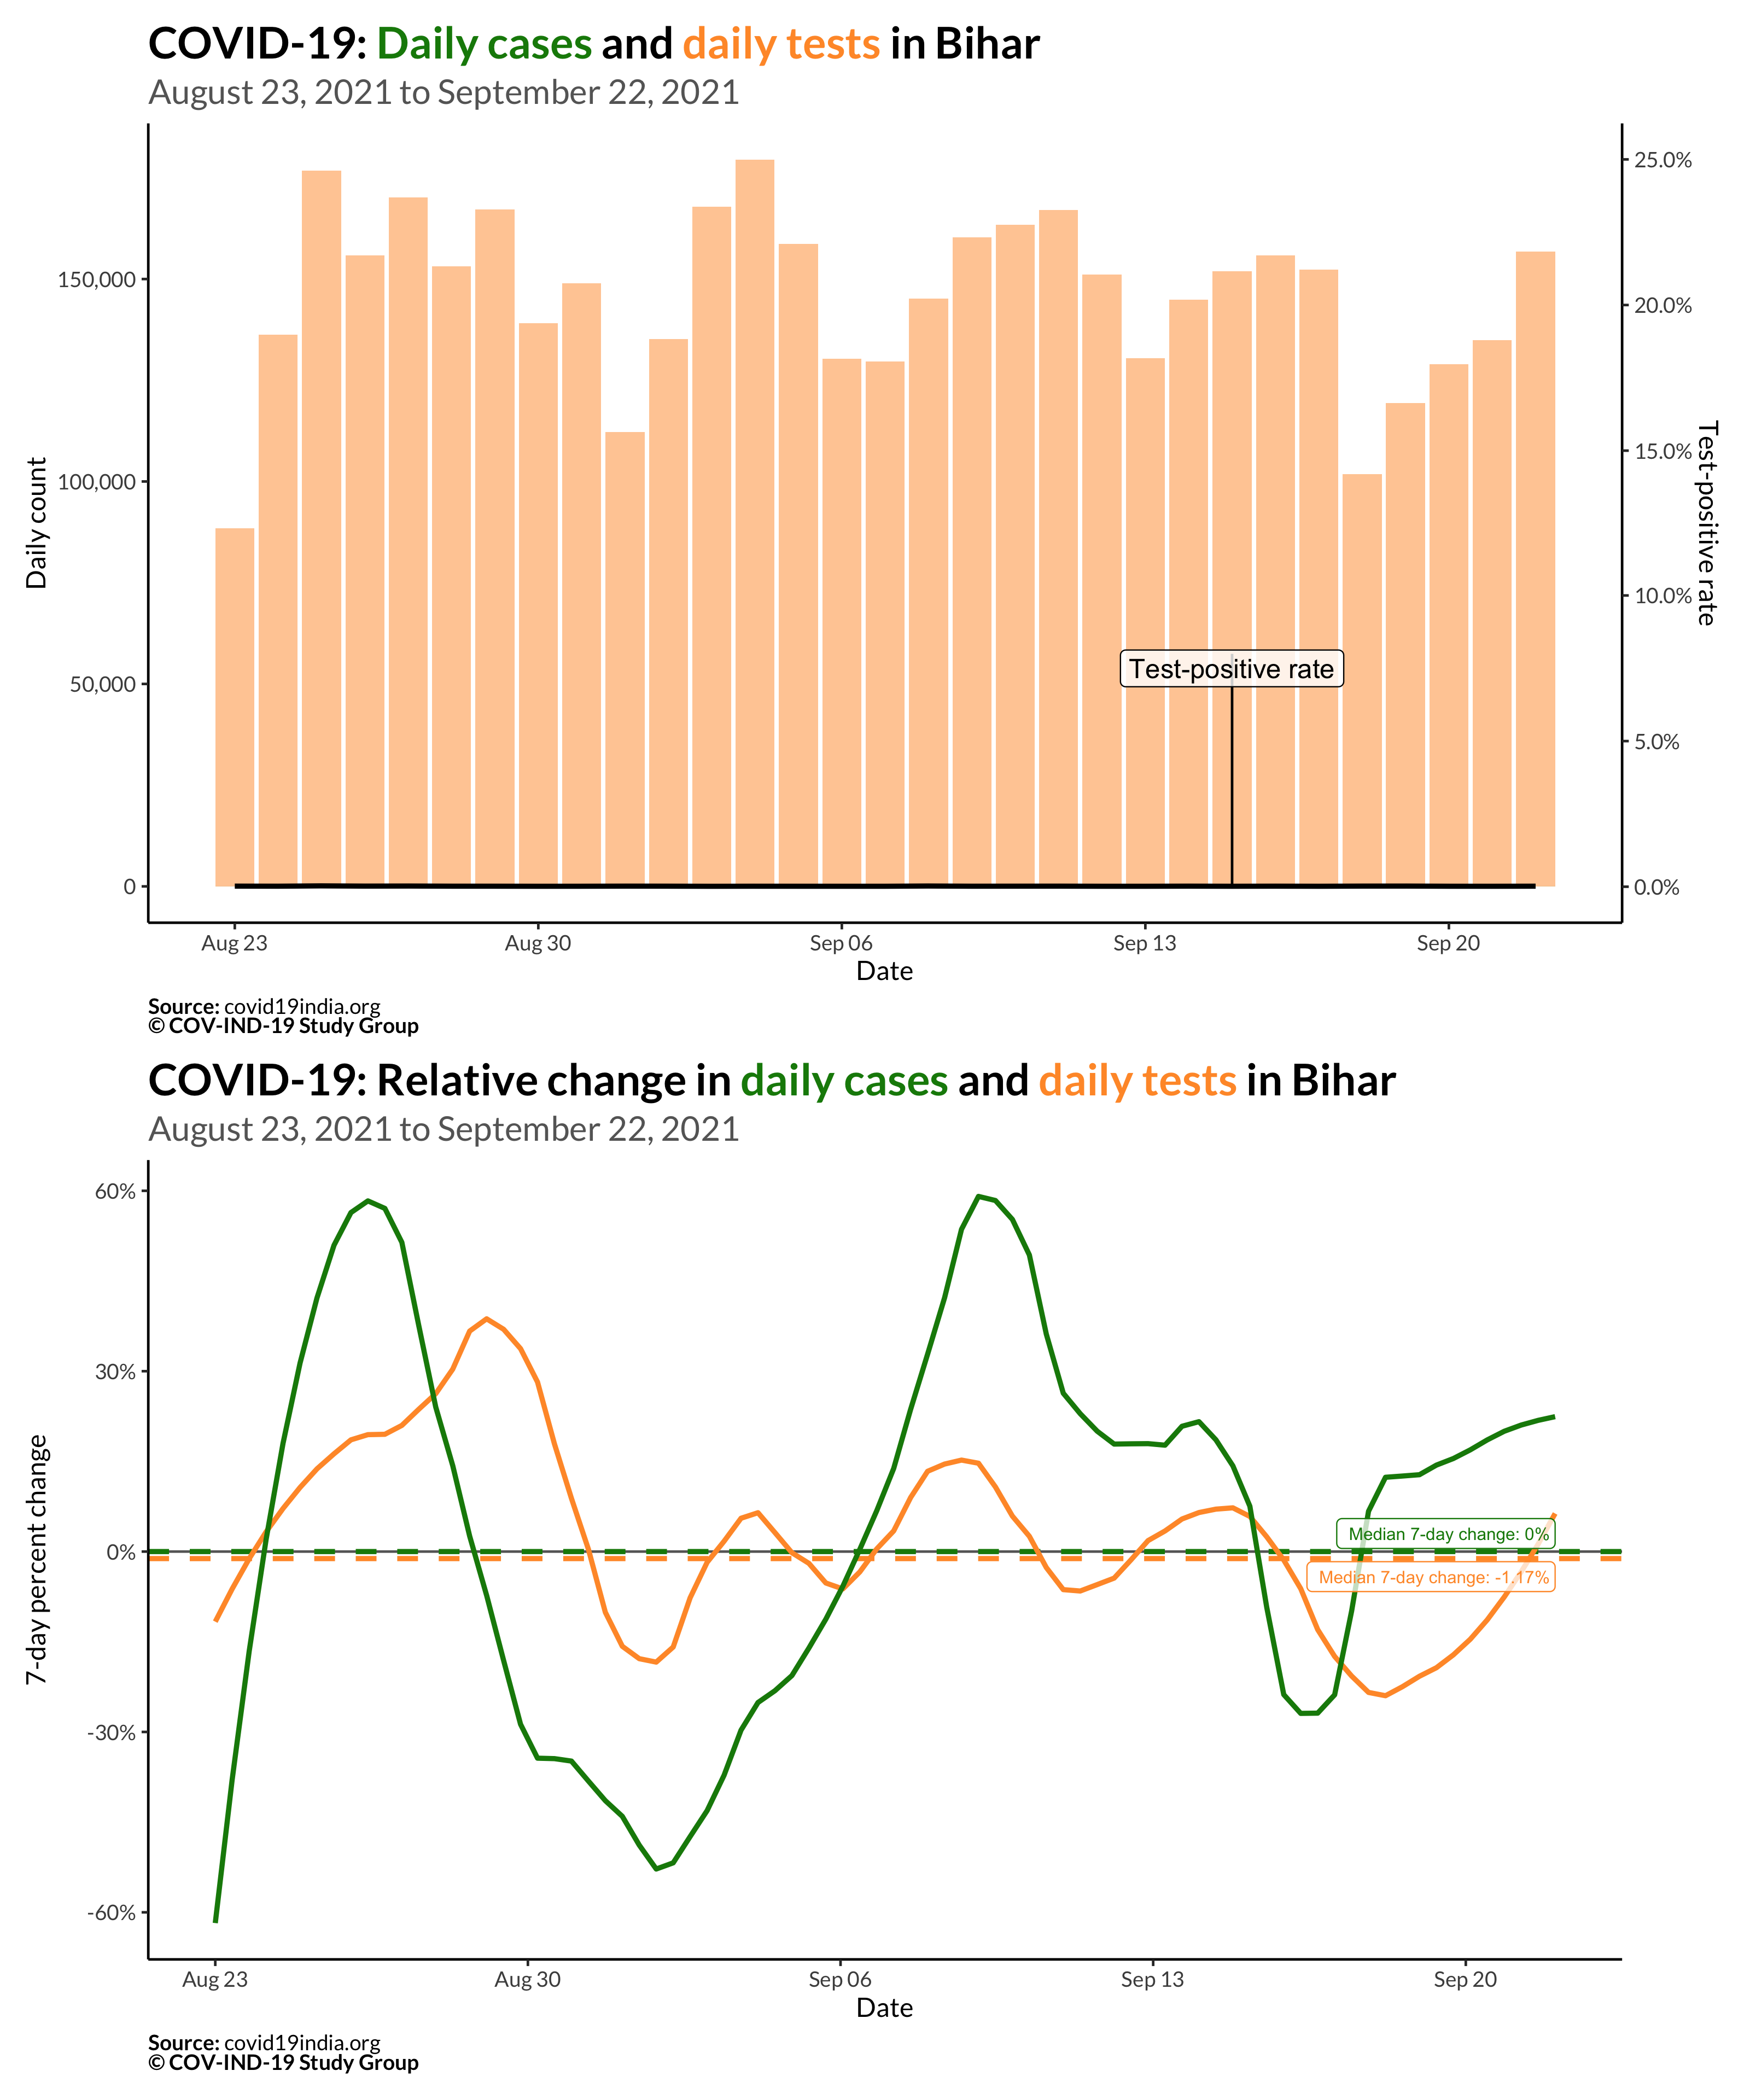 COVID-19: Daily cases and daily tests in Bihar
August 23, 2021 to September 22, 2021
25.0%
150,000
20.0%
15.0%
100,000
Daily count
Test-positive rate
10.0%
Test-positive rate
50,000
5.0%
0
0.0%
Aug 23 Aug 30 Sep 06 Sep 13 Sep 20
Date
Source: covid19india.org
© COV-IND-19 Study Group
COVID-19: Relative change in daily cases and daily tests in Bihar
August 23, 2021 to September 22, 2021
60%
30%
7-day percent change
Median 7-day change: 0%
0%
Median 7-day change: -1.17%
-30%
-60%
Aug 23 Aug 30 Sep 06 Sep 13 Sep 20
Date
Source: covid19india.org
© COV-IND-19 Study Group